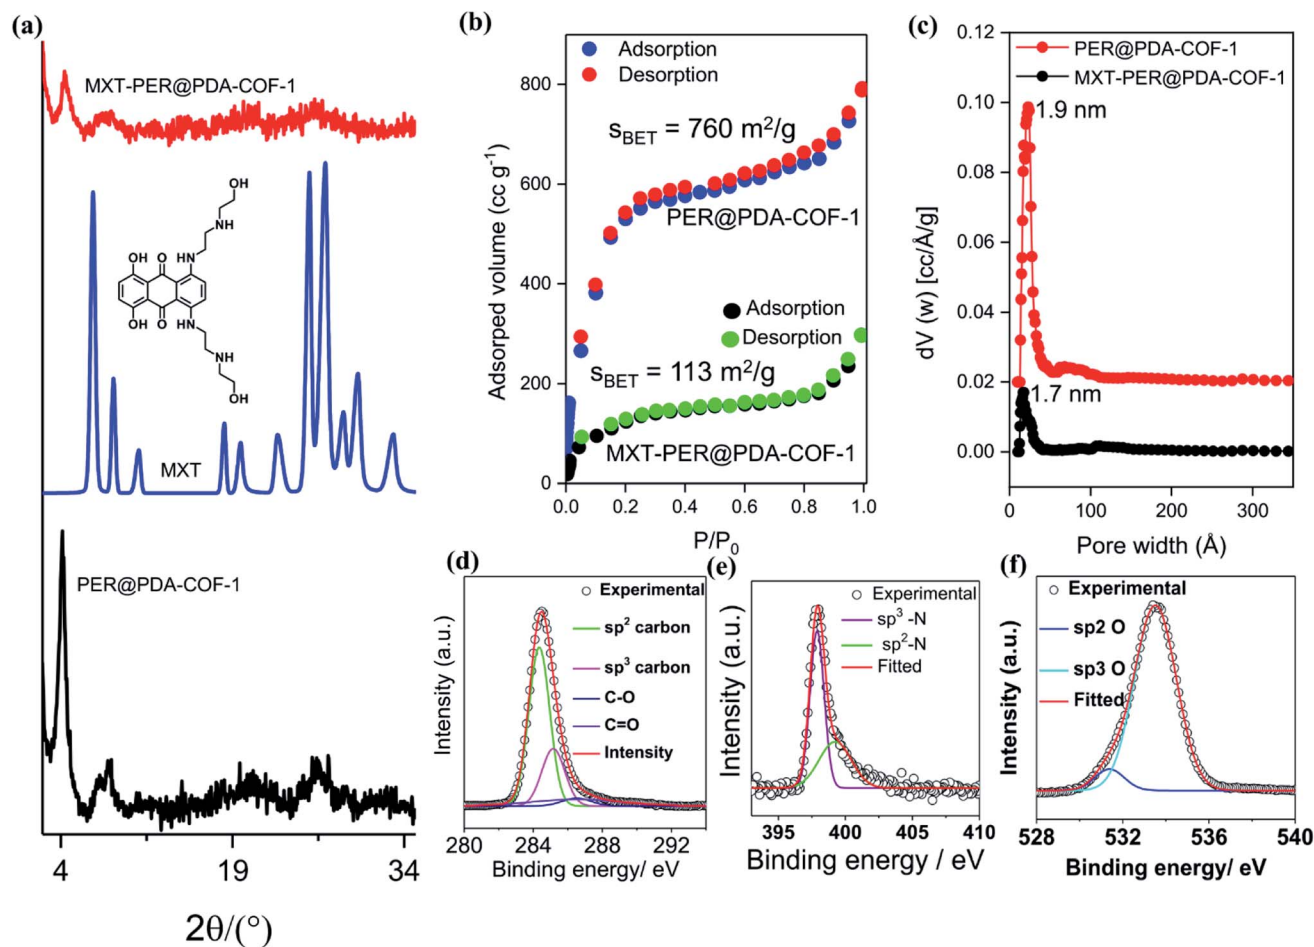 (a)
MXT-PER@PDA-COF-1
OH
NH
OH O HN
OH O HN
NH
OH
MXT
PER@PDA-COF-1
4 19 34
2θ/(°)
(b)
Adsorption
Desorption
800
s_BET = 760 m²/g
600
PER@PDA-COF-1
400
Adsorption
Desorption
s_BET = 113 m²/g
200
MXT-PER@PDA-COF-1
0
0.0 0.2 0.4 0.6 0.8 1.0
P/P₀
Adsorped volume (cc g⁻¹)
(c)
PER@PDA-COF-1
MXT-PER@PDA-COF-1
0.12
0.10
1.9 nm
0.08
0.06
0.04
0.02
1.7 nm
0.00
0 100 200 300
Pore width (Å)
dV (w) [cc/Å/g]
(d)
Experimental
sp² carbon
sp³ carbon
C-O
C=O
Intensity
280 284 288 292
Binding energy/ eV
Intensity (a.u.)
(e)
Experimental
sp³ -N
sp²-N
Fitted
395 400 405 410
Binding energy / eV
Intensity (a.u.)
(f)
Experimental
sp2 O
sp3 O
Fitted
528 532 536 540
Binding energy/ eV
Intensity (a.u.)